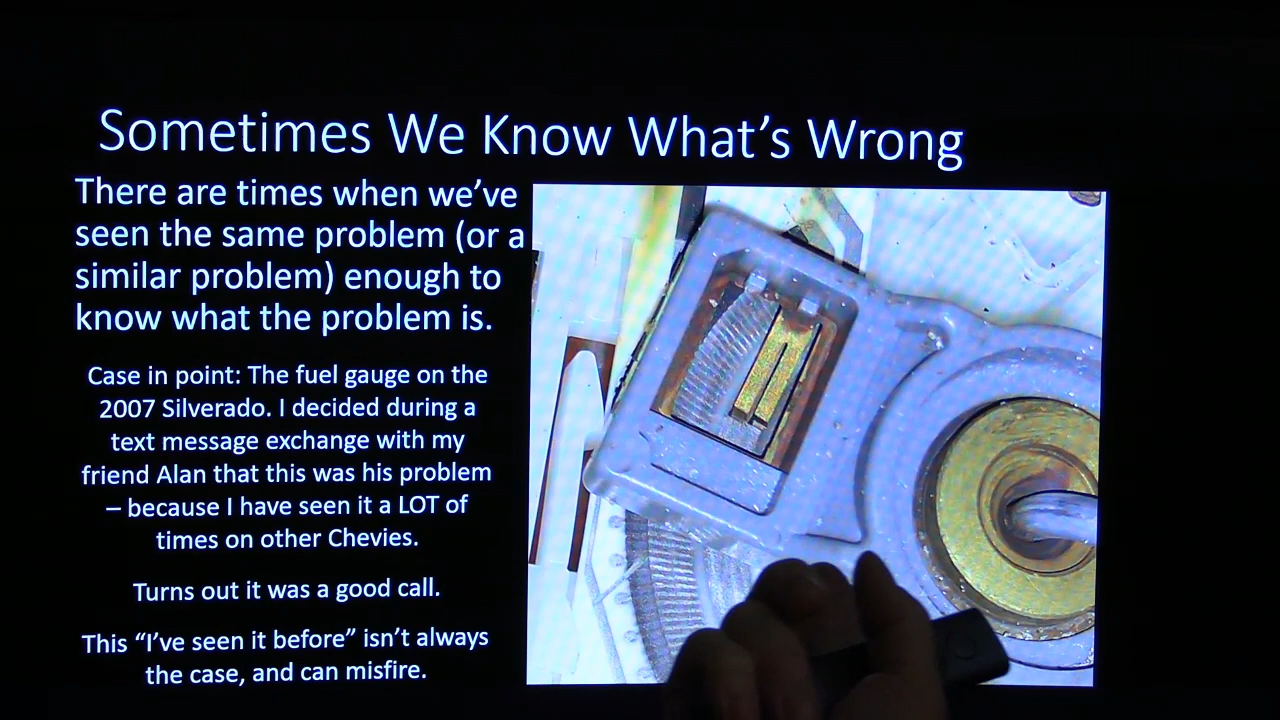 Sometimes We Know What's Wrong
There are times when we've
seen the same problem (or a
similar problem) enough to
know what the problem is.
Case in point: The fuel gauge on the
2007 Silverado. I decided during a
text message exchange with my
friend Alan that this was his problem
– because I have seen it a LOT of
times on other Chevies.
Turns out it was a good call.
This “I've seen it before” isn't always
the case, and can misfire.